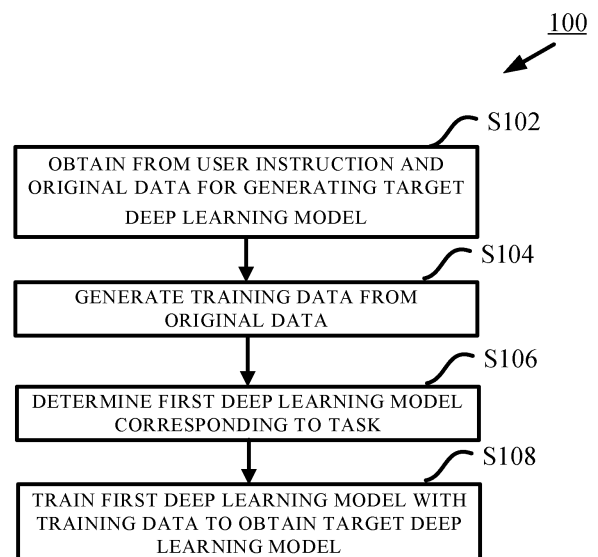 100
S102
OBTAIN FROM USER INSTRUCTION AND
ORIGINAL DATA FOR GENERATING TARGET
DEEP LEARNING MODEL
S104
GENERATE TRAINING DATA FROM
ORIGINAL DATA
S106
DETERMINE FIRST DEEP LEARNING MODEL
CORRESPONDING TO TASK
S108
TRAIN FIRST DEEP LEARNING MODEL WITH
TRAINING DATA TO OBTAIN TARGET DEEP
LEARNING MODEL